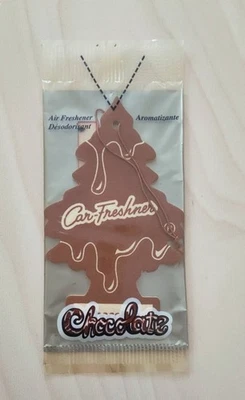 Air Freshener
Désodorisant
Aromatizante
Car-Freshner
Chocolate